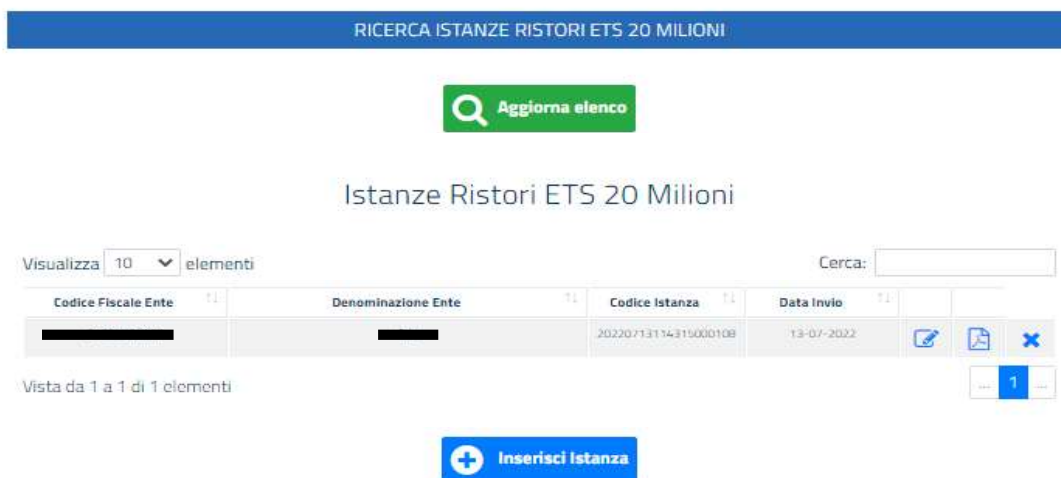 RICERCA ISTANZE RISTORI ETS 20 MILIONI
Aggiorna elenco
Istanze Ristori ETS 20 Milioni
Visualizza 10 elementi Cerca:
Codice Fiscale Ente Denominazione Ente Codice Istanza Data Invio
20220713114315000108 13-07-2022
Vista da 1 a 1 di 1 elementi ... 1 ...
Inserisci Istanza